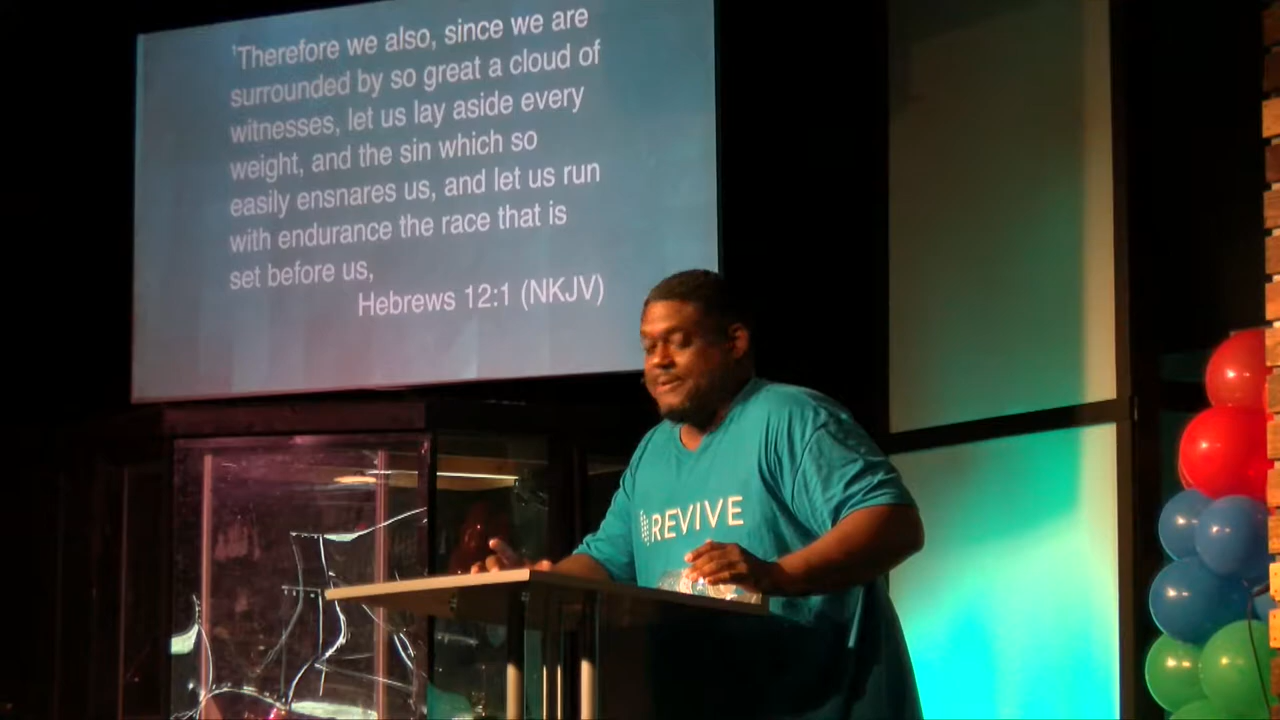 ¹Therefore we also, since we are
surrounded by so great a cloud of
witnesses, let us lay aside every
weight, and the sin which so
easily ensnares us, and let us run
with endurance the race that is
set before us,
Hebrews 12:1 (NKJV)
REVIVE